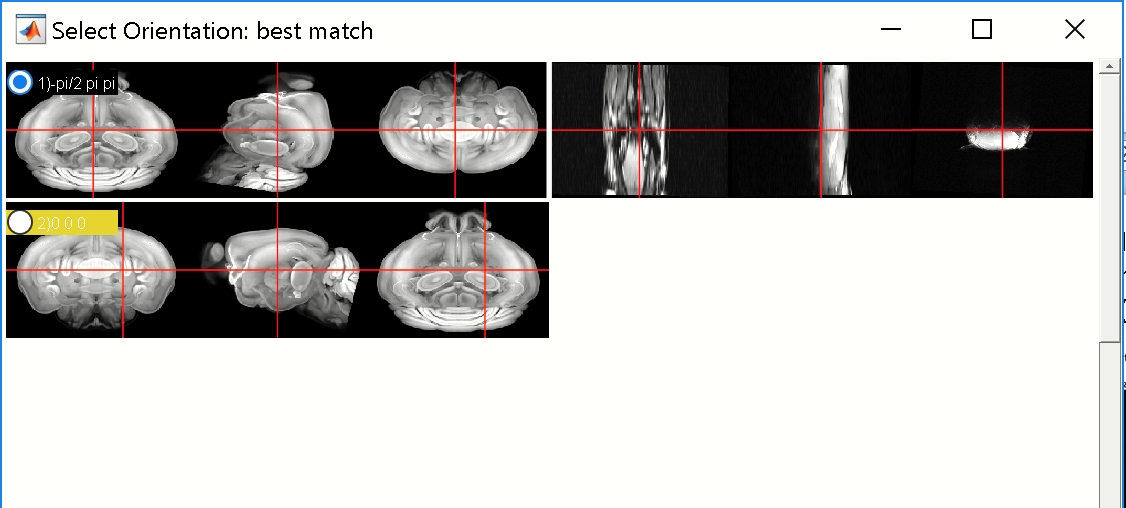 Select Orientation: best match
1)-pi/2 pi pi
2)0 0 0